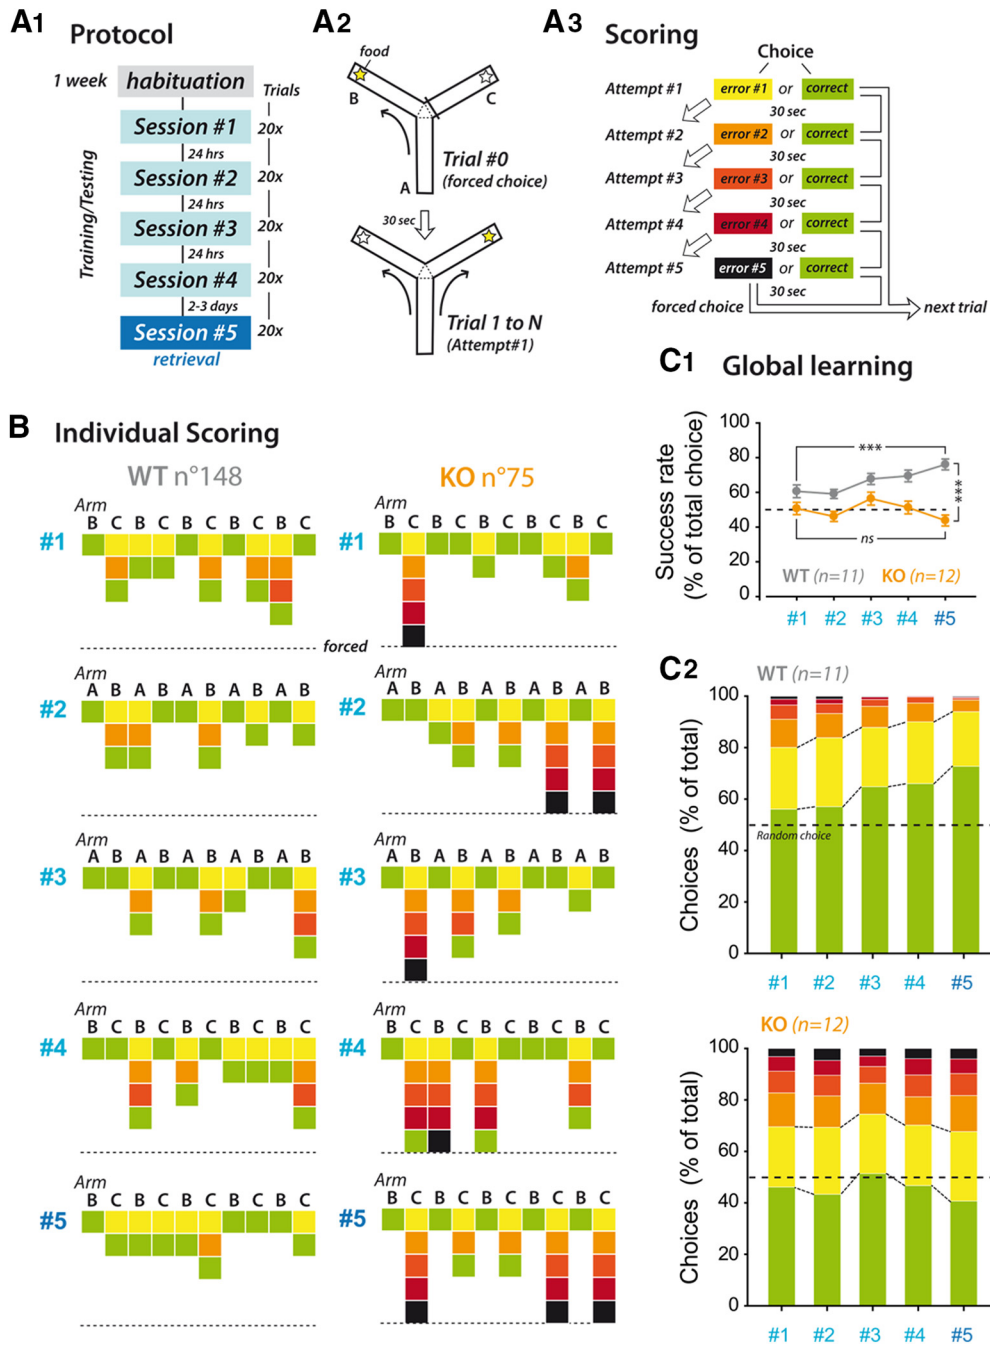 A1 Protocol
1 week habituation Trials
Session #1 20x
24 hrs
Session #2 20x
24 hrs
Session #3 20x
24 hrs
Session #4 20x
2-3 days
Session #5 20x
retrieval
Training/Testing
A2
food
B C
A
Trial #0
(forced choice)
30 sec
Trial 1 to N
(Attempt#1)
A3 Scoring
Choice
Attempt #1 error #1 or correct
30 sec
Attempt #2 error #2 or correct
30 sec
Attempt #3 error #3 or correct
30 sec
Attempt #4 error #4 or correct
30 sec
Attempt #5 error #5 or correct
30 sec
forced choice next trial
B Individual Scoring
WT n°148
Arm
#1 B C B C B C B C B C
forced
Arm
#2 A B A B A B A B A B
Arm
#3 A B A B A B A B A B
Arm
#4 B C B C B C B C B C
Arm
#5 B C B C B C B C B C
KO n°75
Arm
#1 B C B C B C B C B C
Arm
#2 A B A B A B A B A B
Arm
#3 A B A B A B A B A B
Arm
#4 B C B C B C B C B C
Arm
#5 B C B C B C B C B C
C1 Global learning
Success rate
(% of total choice)
100
80
60
40
20
0
***
***
ns
WT (n=11) KO (n=12)
#1 #2 #3 #4 #5
C2
WT (n=11)
Choices (% of total)
100
80
60
40
20
0
Random choice
#1 #2 #3 #4 #5
KO (n=12)
Choices (% of total)
100
80
60
40
20
0
#1 #2 #3 #4 #5